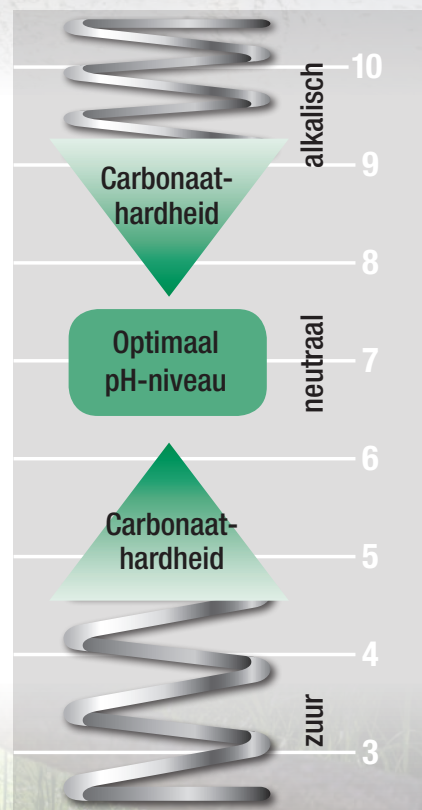 10
alkalisch
9
Carbonaat-
hardheid
8
Optimaal
pH-niveau
neutraal
7
6
Carbonaat-
hardheid
5
4
zuur
3